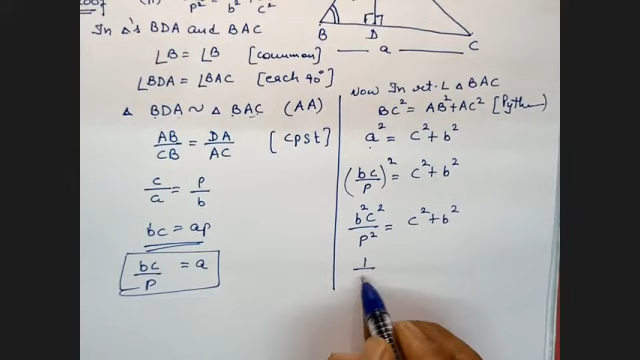 p² b² c²
In Δ's BDA and BAC
∠B = ∠B [common]
∠BDA = ∠BAC [each 90°]
Δ BDA ~ Δ BAC (AA)
AB/CB = DA/AC [cpst]
c/a = p/b
bc = ap
bc/p = a
B D C
a
Now In rt. L Δ BAC
BC² = AB² + AC² [Pyth]
a² = c² + b²
(bc/p)² = c² + b²
b²c²/p² = c² + b²
1